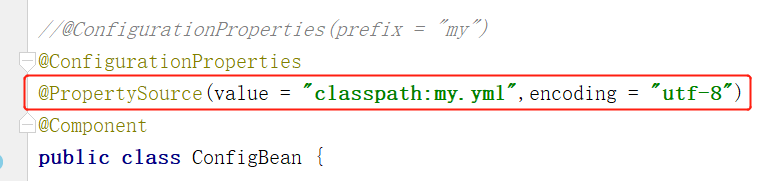 //@ConfigurationProperties(prefix = "my")
@ConfigurationProperties
@PropertySource(value = "classpath:my.yml",encoding = "utf-8")
@Component
public class ConfigBean {